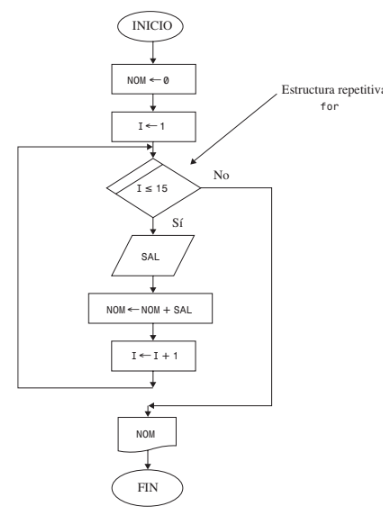 INICIO
NOM ← 0
Estructura repetitiva
for
I ← 1
I ≤ 15
No
Sí
SAL
NOM ← NOM + SAL
I ← I + 1
NOM
FIN